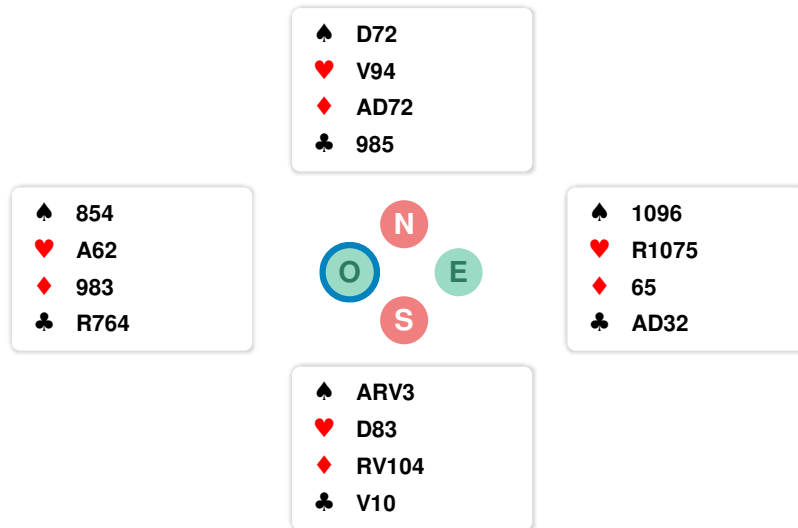 ♠ D72
♥ V94
♦ AD72
♣ 985
♠ 854
♥ A62
♦ 983
♣ R764
N
O E
S
♠ 1096
♥ R1075
♦ 65
♣ AD32
♠ ARV3
♥ D83
♦ RV104
♣ V10